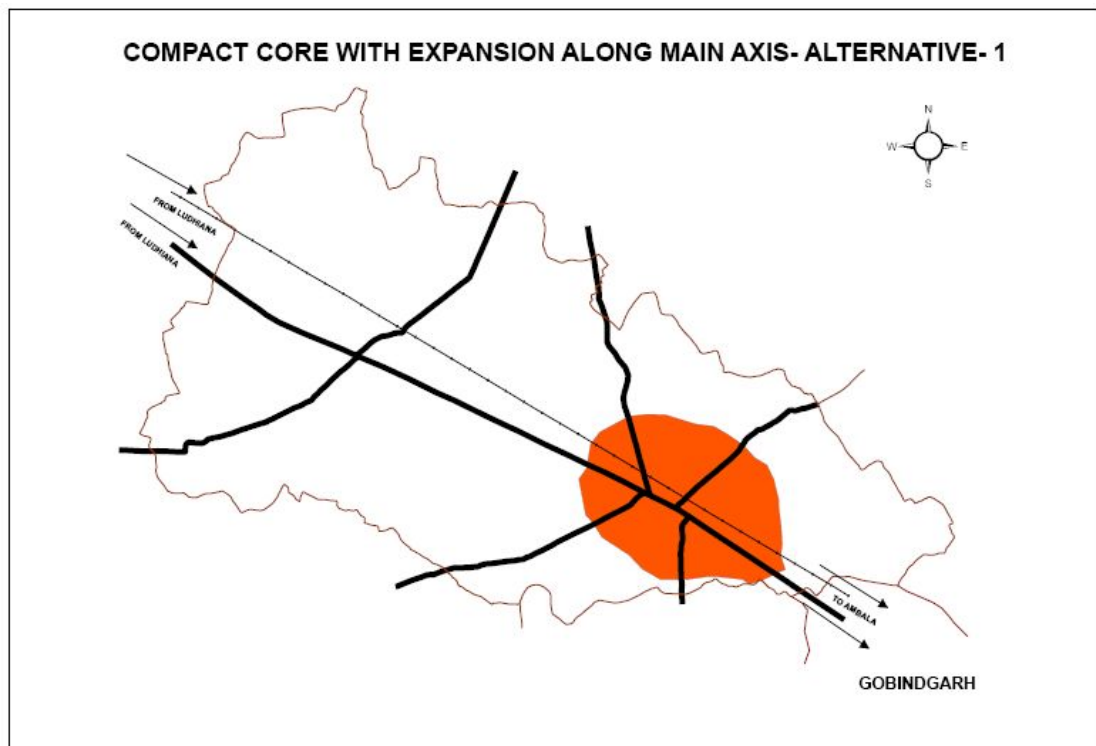 COMPACT CORE WITH EXPANSION ALONG MAIN AXIS- ALTERNATIVE- 1
N
W E
S
FROM LUDHIANA
FROM LUDHIANA
TO AMBALA
GOBINDGARH